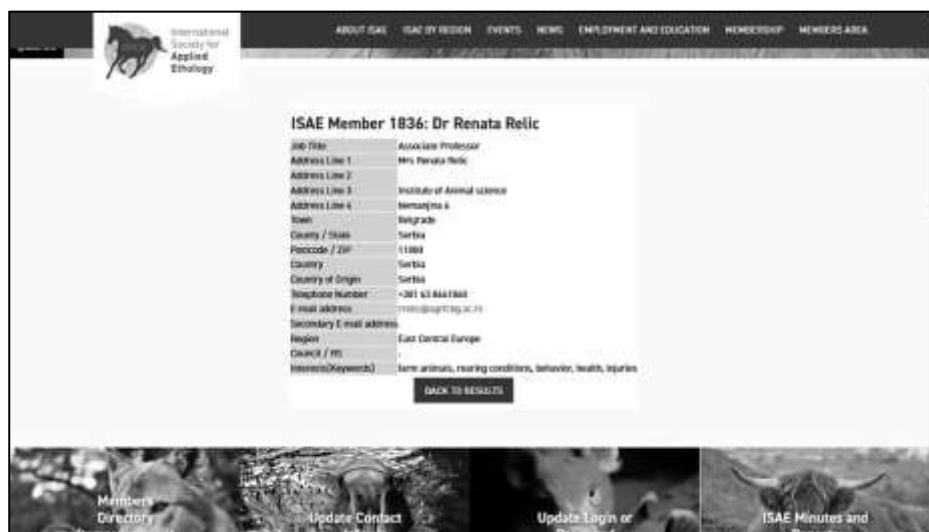 International
Society for
Applied
Ethology
ABOUT ISAE ISAE BY REGION EVENTS NEWS EMPLOYMENT AND EDUCATION MEMBERSHIP MEMBERS AREA
ISAE Member 1836: Dr Renata Relic
Job Title Associate Professor
Address Line 1 Mrs Renata Relic
Address Line 2
Address Line 3 Institute of Animal science
Address Line 4 Nemanjina 6
Town Belgrade
County / State Serbia
Postcode / ZIP 11080
Country Serbia
Country of Origin Serbia
Telephone Number +381 63
E-mail address
Secondary E-mail address
Region East Central Europe
Council / RS -
Interests(Keywords) farm animals, rearing conditions, behavior, health, injuries
BACK TO RESULTS
Members
Directory
Update Contact
Update Login or
ISAE Minutes and